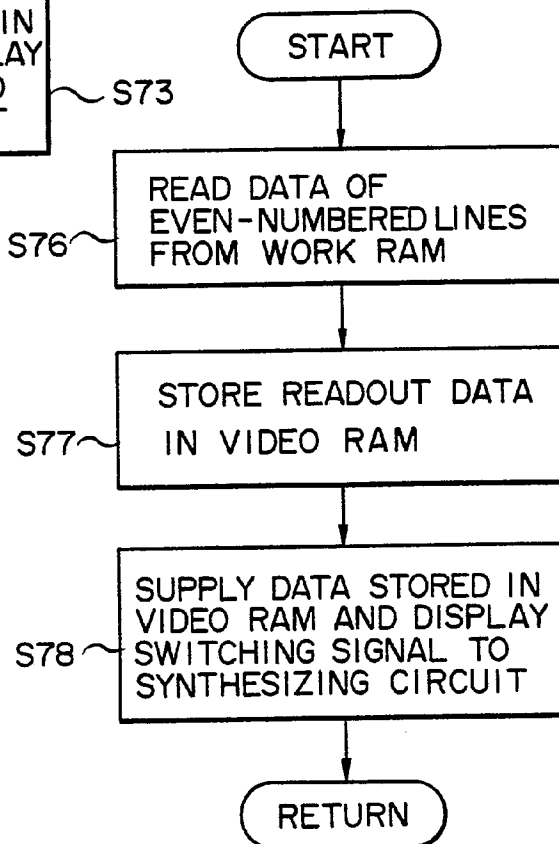 IN
LAY
S73
START
READ DATA OF
EVEN-NUMBERED LINES
FROM WORK RAM
S76
STORE READOUT DATA
IN VIDEO RAM
S77
SUPPLY DATA STORED IN
VIDEO RAM AND DISPLAY
SWITCHING SIGNAL TO
SYNTHESIZING CIRCUIT
S78
RETURN